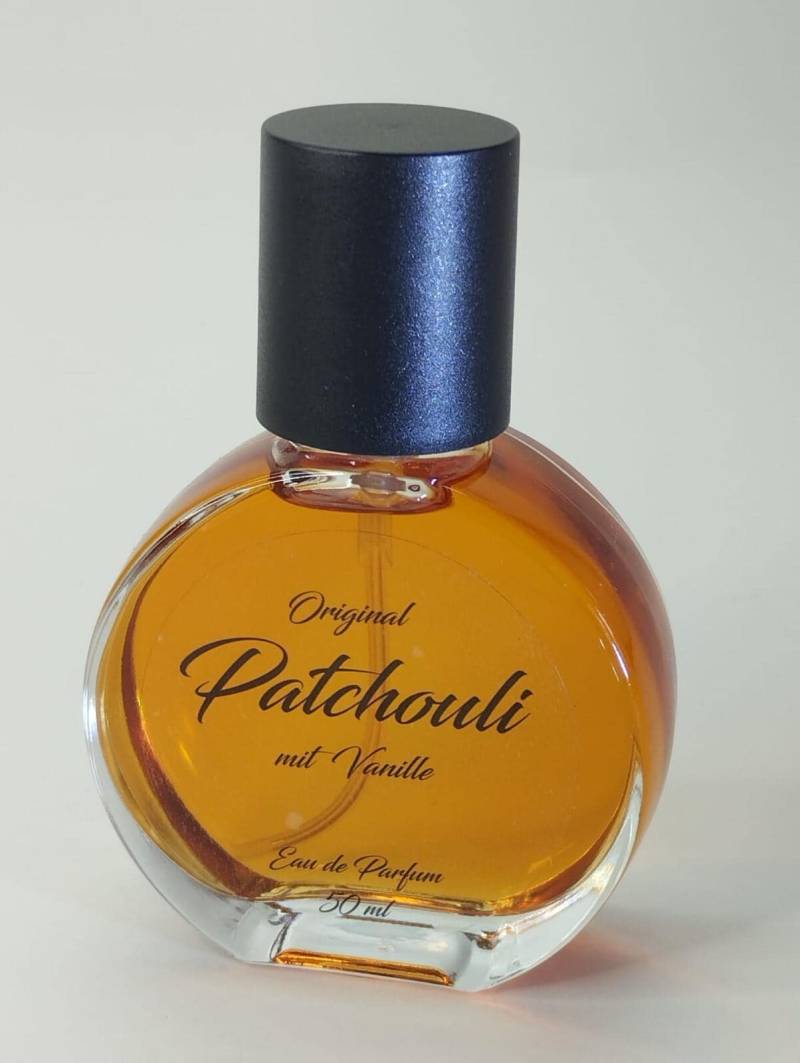 Original
Patchouli
mit Vanille
Eau de Parfum
50 ml